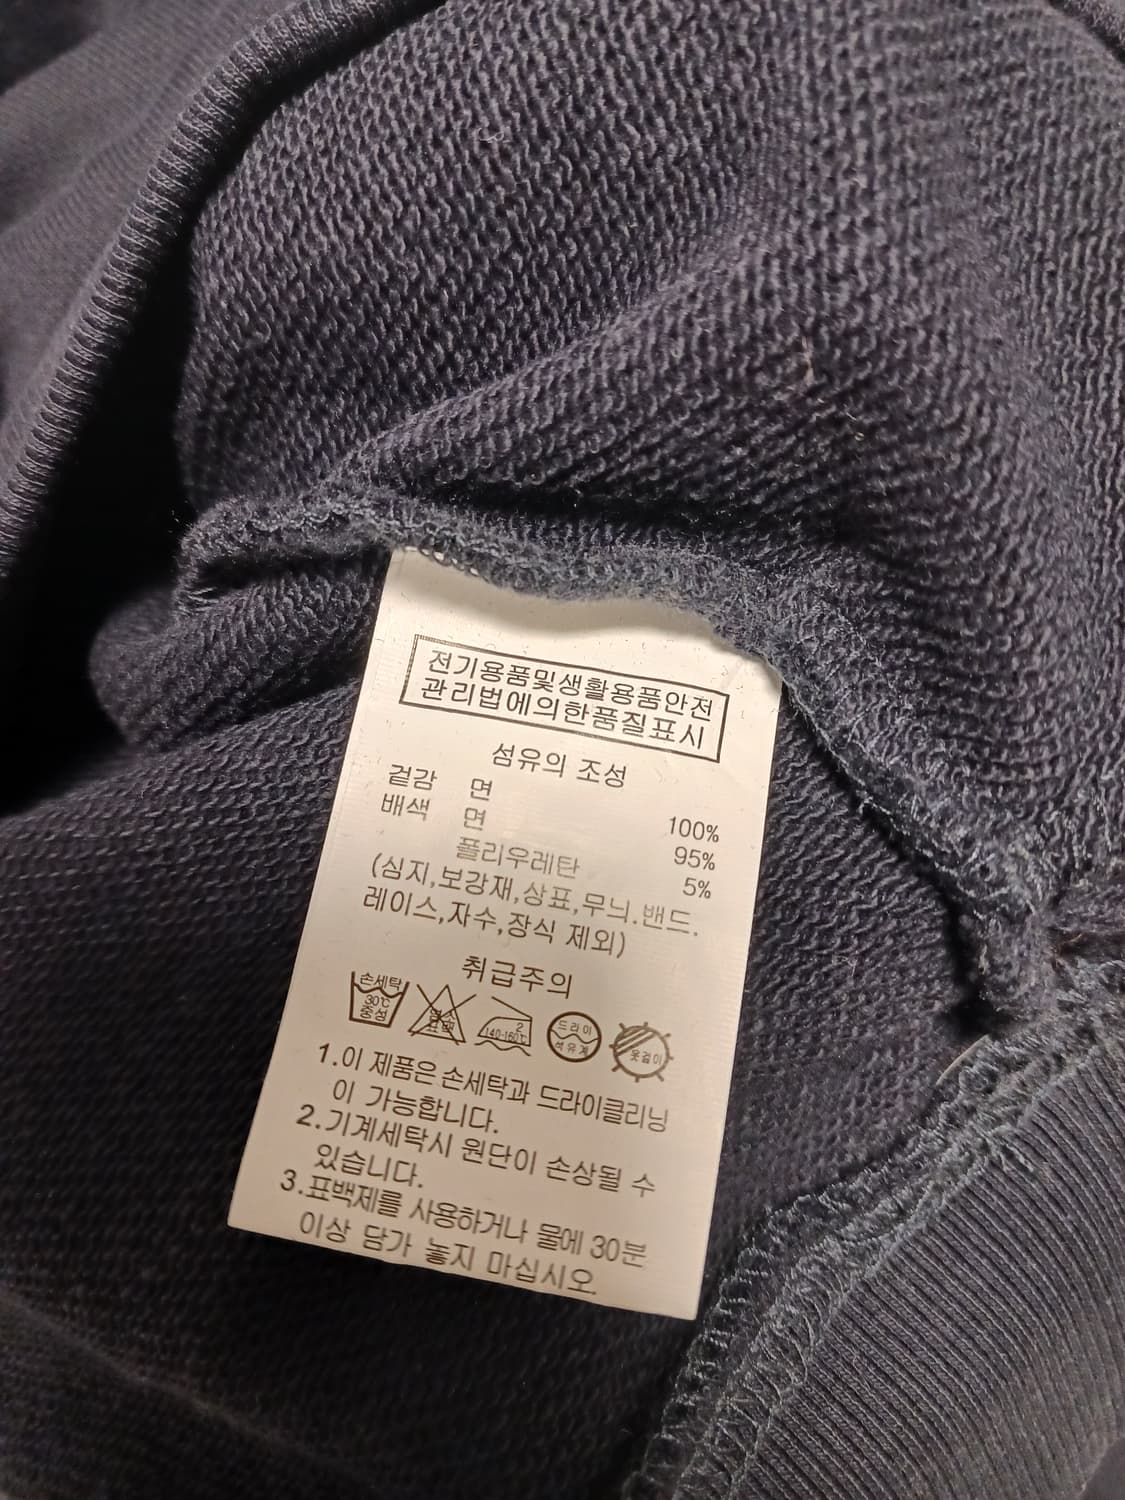 전기용품및생활용품안전
관리법에의한품질표시
섬유의 조성
겉감 면 100%
배색 면 95%
폴리우레탄 5%
(심지,보강재,상표,무늬.밴드.
레이스,자수,장식 제외)
취급주의
손세탁
30℃
중성
염소
표백
2
140-160℃
드라이
석유계
옷걸이
1.이 제품은 손세탁과 드라이클리닝
이 가능합니다.
2.기계세탁시 원단이 손상될 수
있습니다.
3.표백제를 사용하거나 물에 30분
이상 담가 놓지 마십시오.